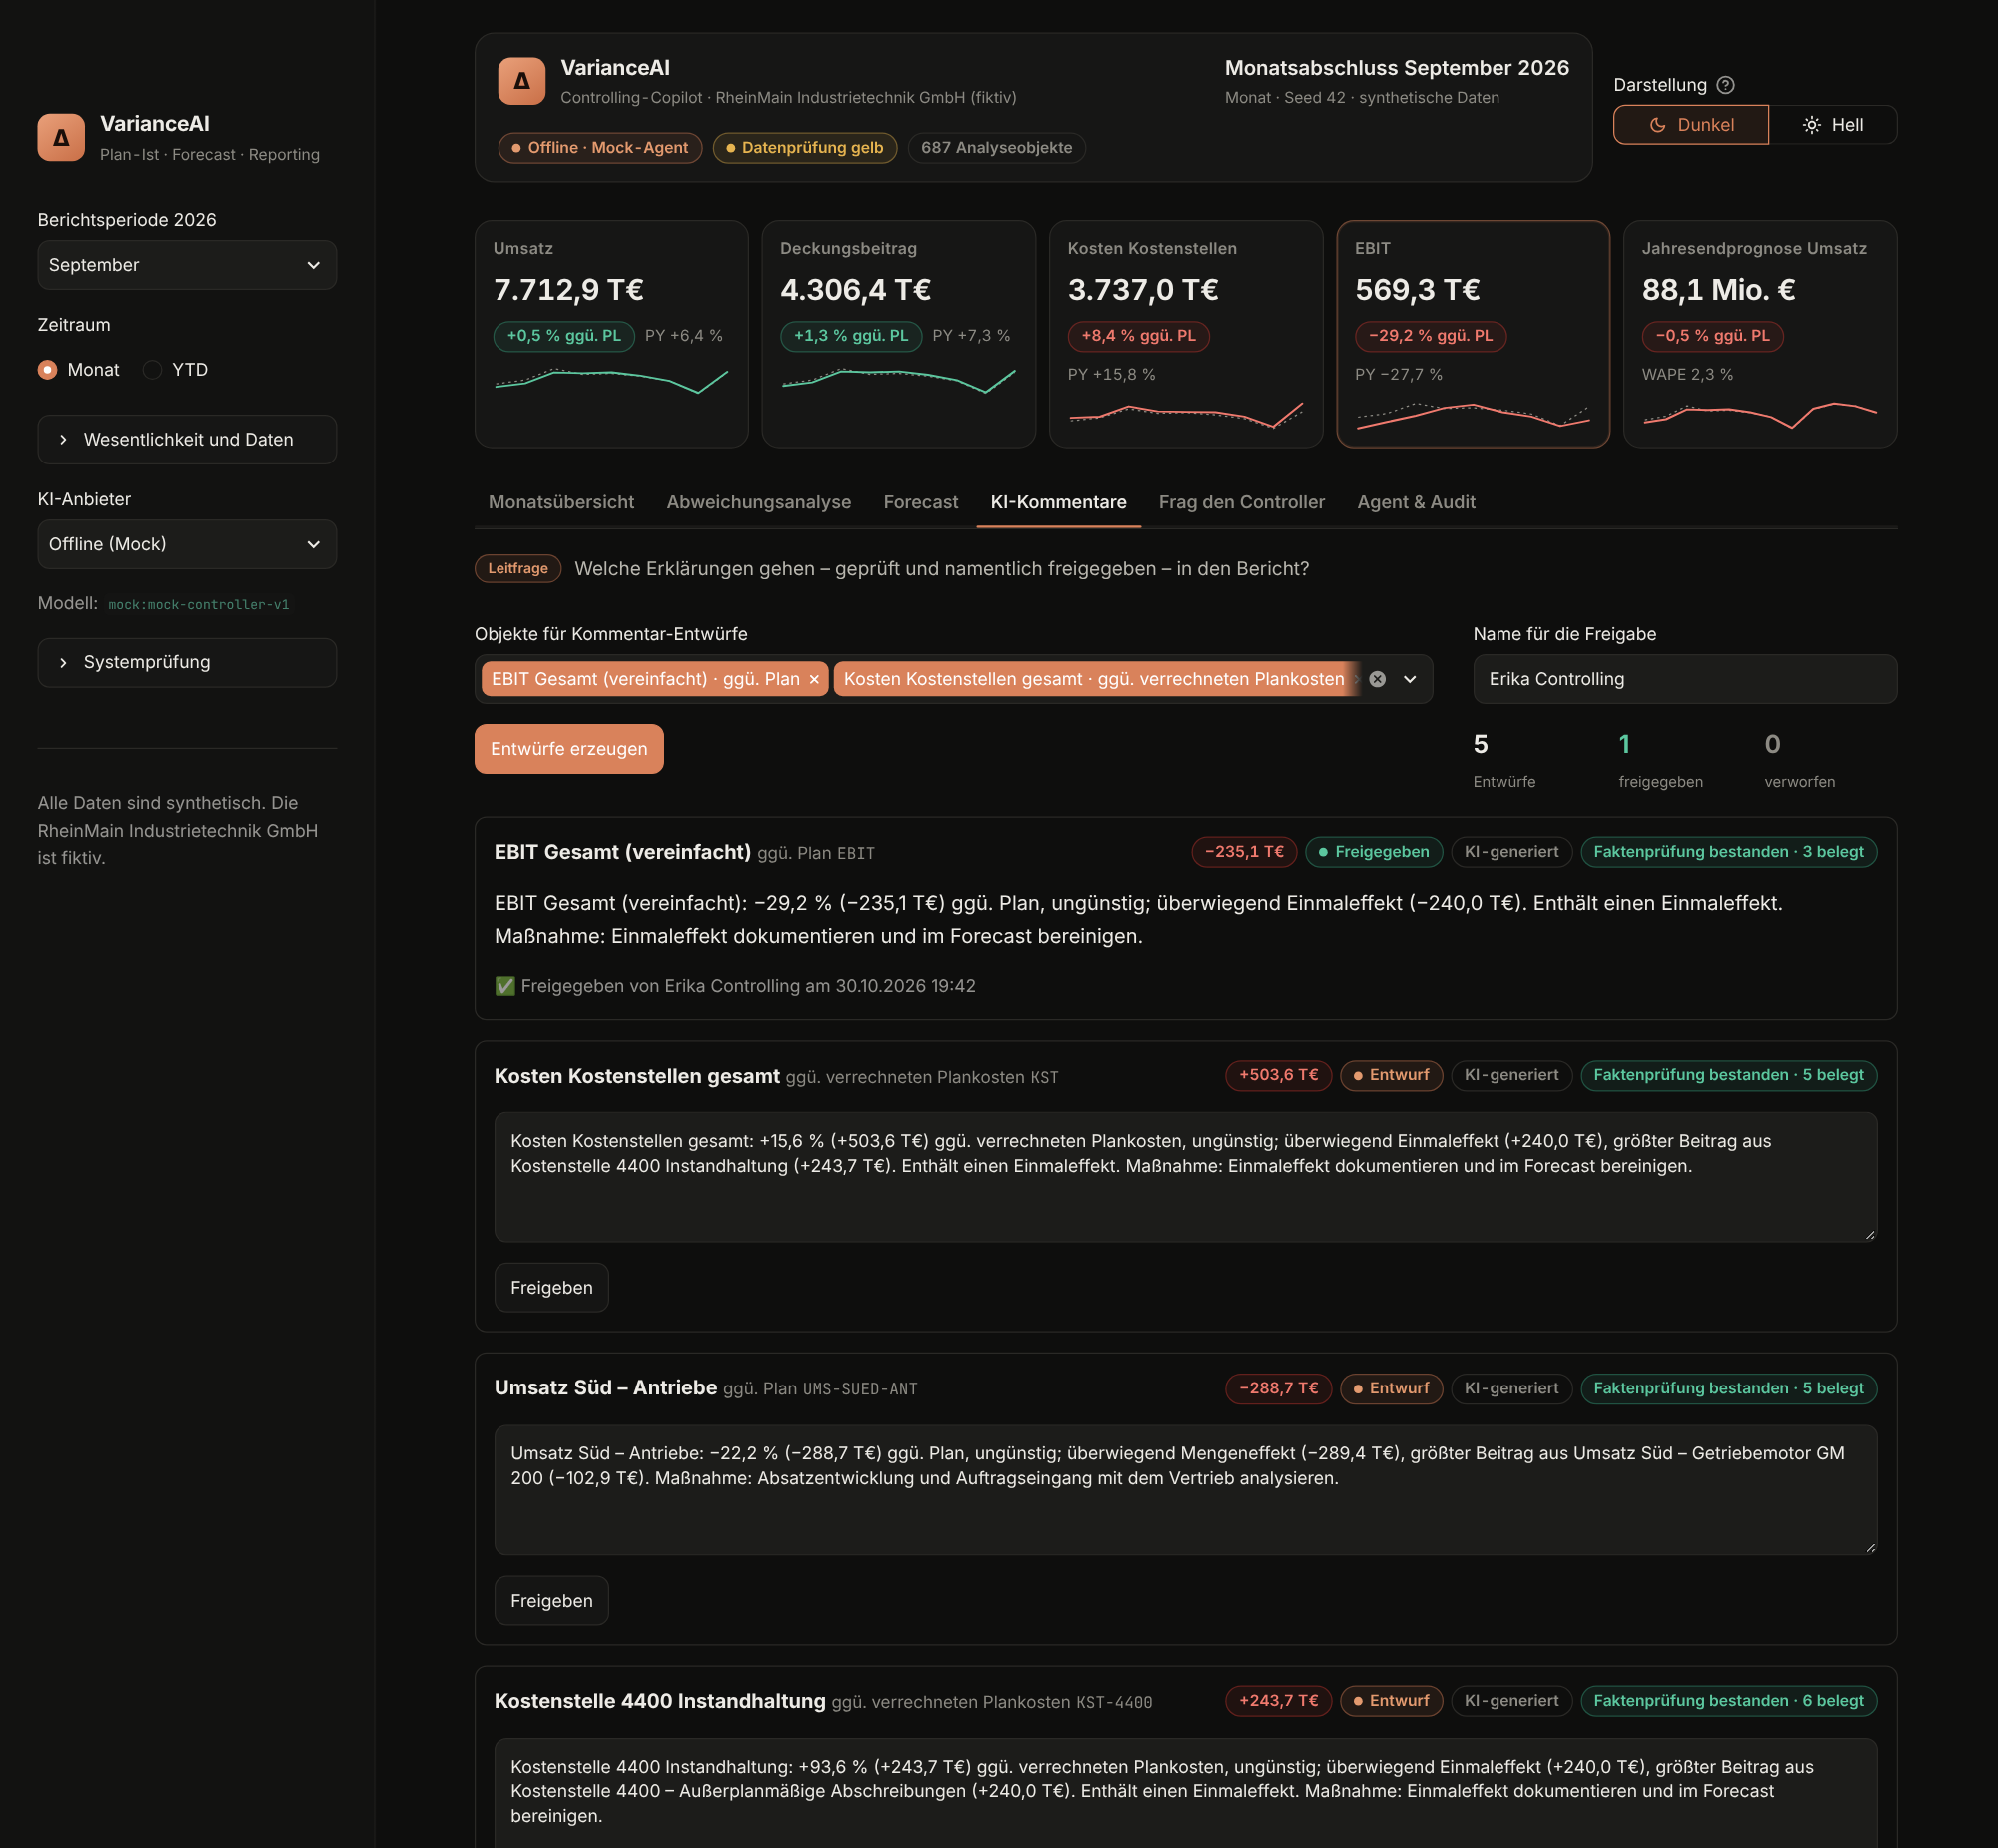 VarianceAI
Plan-Ist · Forecast · Reporting
Berichtsperiode 2026
September
Zeitraum
Monat
YTD
Wesentlichkeit und Daten
KI-Anbieter
Offline (Mock)
Modell: mock:mock-controller-v1
Systemprüfung
Alle Daten sind synthetisch. Die
RheinMain Industrietechnik GmbH
ist fiktiv.
VarianceAI
Controlling-Copilot · RheinMain Industrietechnik GmbH (fiktiv)
Monatsabschluss September 2026
Monat · Seed 42 · synthetische Daten
Offline · Mock-Agent
Datenprüfung gelb
687 Analyseobjekte
Darstellung
Dunkel
Hell
Umsatz
7.712,9 T€
+0,5 % ggü. PL
PY +6,4 %
Deckungsbeitrag
4.306,4 T€
+1,3 % ggü. PL
PY +7,3 %
Kosten Kostenstellen
3.737,0 T€
+8,4 % ggü. PL
PY +15,8 %
EBIT
569,3 T€
−29,2 % ggü. PL
PY −27,7 %
Jahresendprognose Umsatz
88,1 Mio. €
−0,5 % ggü. PL
WAPE 2,3 %
Monatsübersicht
Abweichungsanalyse
Forecast
KI-Kommentare
Frag den Controller
Agent & Audit
Leitfrage
Welche Erklärungen gehen – geprüft und namentlich freigegeben – in den Bericht?
Objekte für Kommentar-Entwürfe
EBIT Gesamt (vereinfacht) · ggü. Plan
Kosten Kostenstellen gesamt · ggü. verrechneten Plankosten
Name für die Freigabe
Erika Controlling
Entwürfe erzeugen
5
Entwürfe
1
freigegeben
0
verworfen
EBIT Gesamt (vereinfacht) ggü. Plan EBIT
−235,1 T€
Freigegeben
KI-generiert
Faktenprüfung bestanden · 3 belegt
EBIT Gesamt (vereinfacht): −29,2 % (−235,1 T€) ggü. Plan, ungünstig; überwiegend Einmaleffekt (−240,0 T€). Enthält einen Einmaleffekt.
Maßnahme: Einmaleffekt dokumentieren und im Forecast bereinigen.
✅ Freigegeben von Erika Controlling am 30.10.2026 19:42
Kosten Kostenstellen gesamt ggü. verrechneten Plankosten KST
+503,6 T€
Entwurf
KI-generiert
Faktenprüfung bestanden · 5 belegt
Kosten Kostenstellen gesamt: +15,6 % (+503,6 T€) ggü. verrechneten Plankosten, ungünstig; überwiegend Einmaleffekt (+240,0 T€), größter Beitrag aus
Kostenstelle 4400 Instandhaltung (+243,7 T€). Enthält einen Einmaleffekt. Maßnahme: Einmaleffekt dokumentieren und im Forecast bereinigen.
Freigeben
Umsatz Süd – Antriebe ggü. Plan UMS-SUED-ANT
−288,7 T€
Entwurf
KI-generiert
Faktenprüfung bestanden · 5 belegt
Umsatz Süd – Antriebe: −22,2 % (−288,7 T€) ggü. Plan, ungünstig; überwiegend Mengeneffekt (−289,4 T€), größter Beitrag aus Umsatz Süd – Getriebemotor GM
200 (−102,9 T€). Maßnahme: Absatzentwicklung und Auftragseingang mit dem Vertrieb analysieren.
Freigeben
Kostenstelle 4400 Instandhaltung ggü. verrechneten Plankosten KST-4400
+243,7 T€
Entwurf
KI-generiert
Faktenprüfung bestanden · 6 belegt
Kostenstelle 4400 Instandhaltung: +93,6 % (+243,7 T€) ggü. verrechneten Plankosten, ungünstig; überwiegend Einmaleffekt (+240,0 T€), größter Beitrag aus
Kostenstelle 4400 – Außerplanmäßige Abschreibungen (+240,0 T€). Enthält einen Einmaleffekt. Maßnahme: Einmaleffekt dokumentieren und im Forecast
bereinigen.